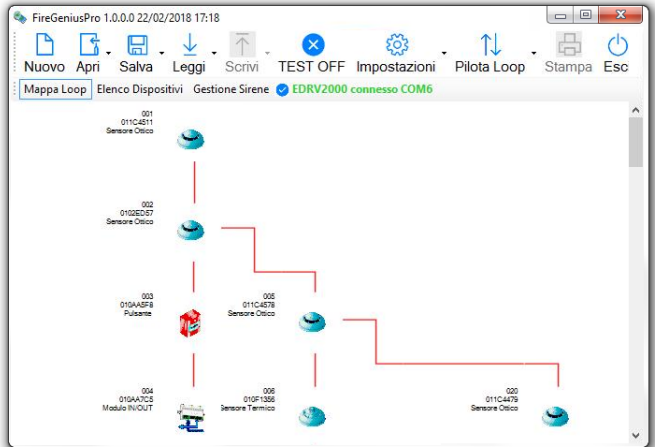 FireGeniusPro 1.0.0.0 22/02/2018 17:18
Nuovo Apri Salva Leggi Scrivi TEST OFF Impostazioni Pilota Loop Stampa Esc
Mappa Loop Elenco Dispositivi Gestione Sirene EDRV2000 connesso COM6
001
011C4511
Sensore Ottico
002
0102ED57
Sensore Ottico
003
010AA5F8
Pulsante
005
011C4578
Sensore Ottico
004
010AA7C5
Modulo IN/OUT
006
010F1356
Sensore Termico
020
011C4479
Sensore Ottico